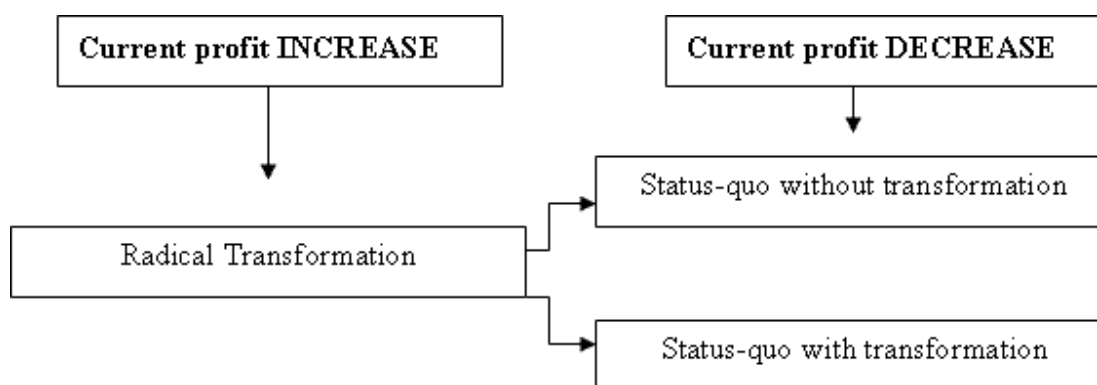 Current profit INCREASE
Current profit DECREASE
Status-quo without transformation
Radical Transformation
Status-quo with transformation